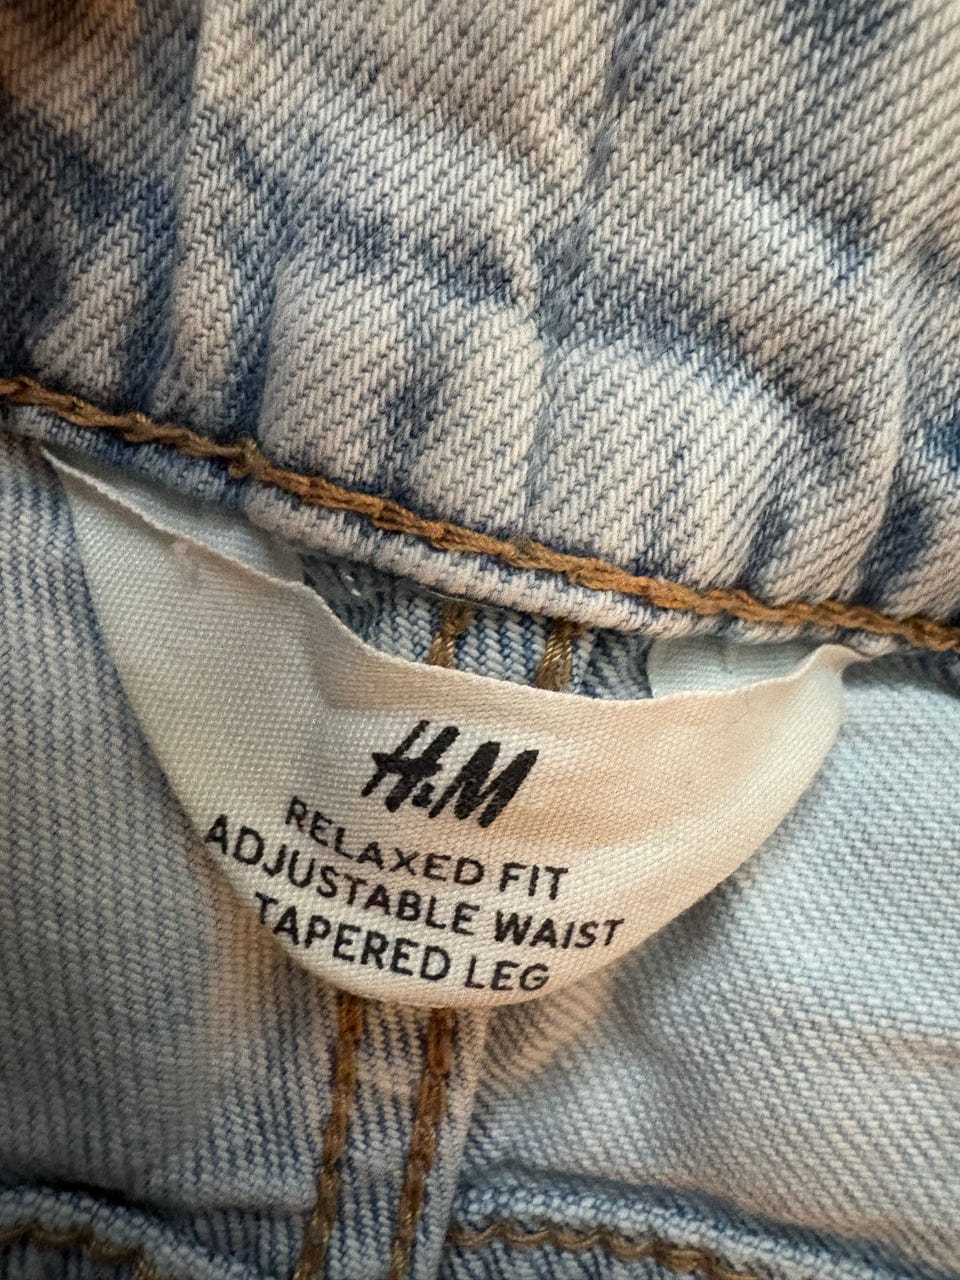 H&M
RELAXED FIT
ADJUSTABLE WAIST
TAPERED LEG